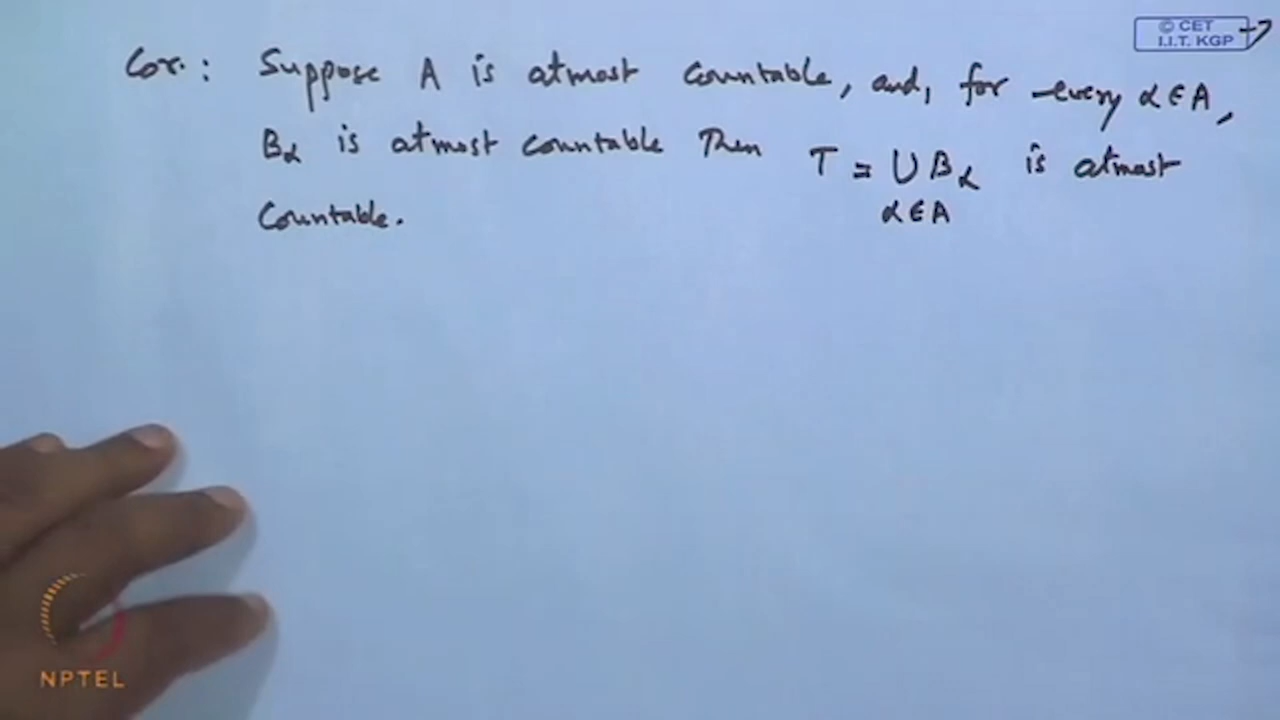 © CET
I.I.T. KGP
Cor. : Suppose A is atmost Countable, and, for every α ∈ A,
Bα is atmost countable Then T = ∪ Bα is atmost
α ∈ A
Countable.
NPTEL